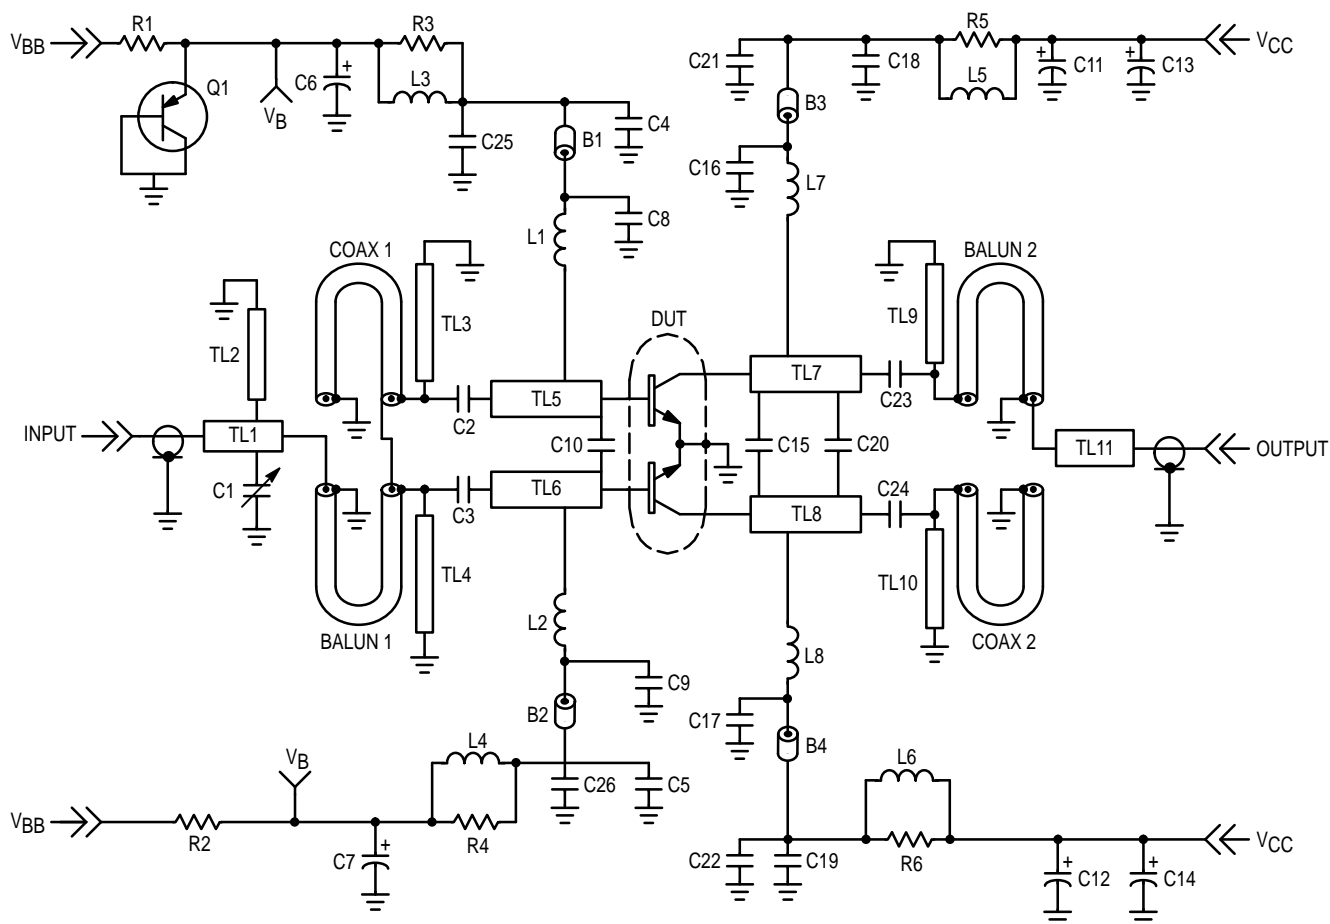 R1
R3
R5
VBB
VCC
C6
L3
C21
C18
L5
C11
C13
Q1
VB
B3
C25
B1
C4
C16
L7
C8
L1
COAX 1
BALUN 2
TL3
TL9
DUT
TL2
TL7
TL5
C23
C2
INPUT
TL1
C10
C15
C20
TL11
OUTPUT
C1
TL6
C24
C3
TL8
TL4
TL10
L2
BALUN 1
COAX 2
L8
C9
B2
C17
B4
VB
L4
L6
C26
C5
VBB
R2
R4
VCC
C7
C22
C19
R6
C12
C14